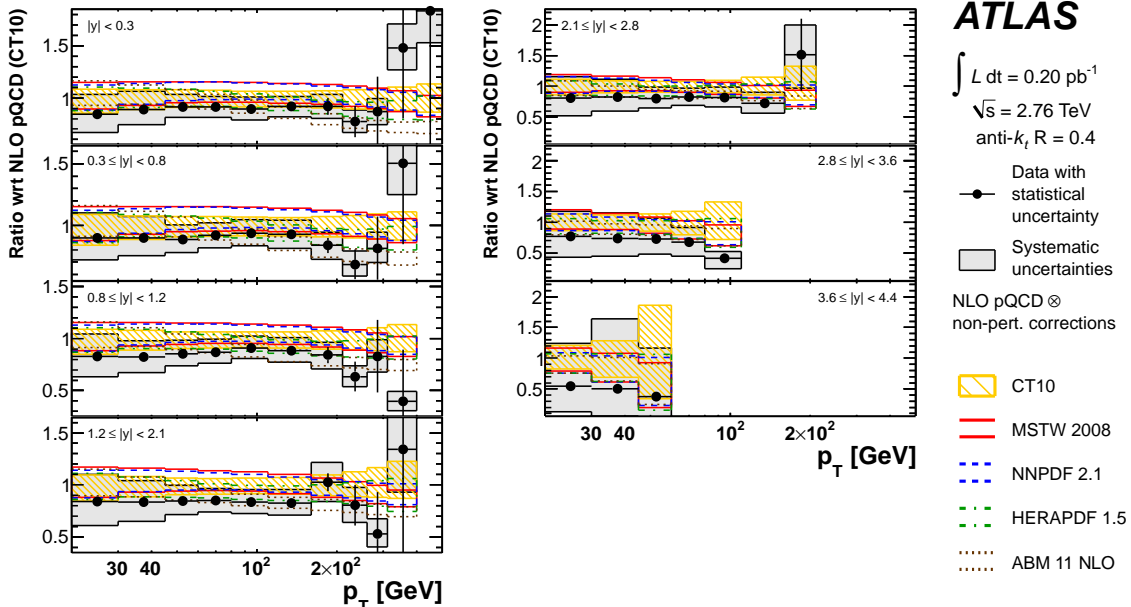 Ratio wrt NLO pQCD (CT10)
|y| < 0.3
1.5
1
0.3 ≤ |y| < 0.8
1.5
1
0.5
0.8 ≤ |y| < 1.2
1.5
1
0.5
1.2 ≤ |y| < 2.1
1.5
1
0.5
30 40 10² 2×10²
p_T [GeV]
Ratio wrt NLO pQCD (CT10)
2.1 ≤ |y| < 2.8
2
1.5
1
0.5
2.8 ≤ |y| < 3.6
2
1.5
1
0.5
3.6 ≤ |y| < 4.4
2
1.5
1
0.5
30 40 10² 2×10²
p_T [GeV]
ATLAS
∫ L dt = 0.20 pb⁻¹
√s = 2.76 TeV
anti-k_t R = 0.4
Data with
statistical
uncertainty
Systematic
uncertainties
NLO pQCD ⊗
non-pert. corrections
CT10
MSTW 2008
NNPDF 2.1
HERAPDF 1.5
ABM 11 NLO